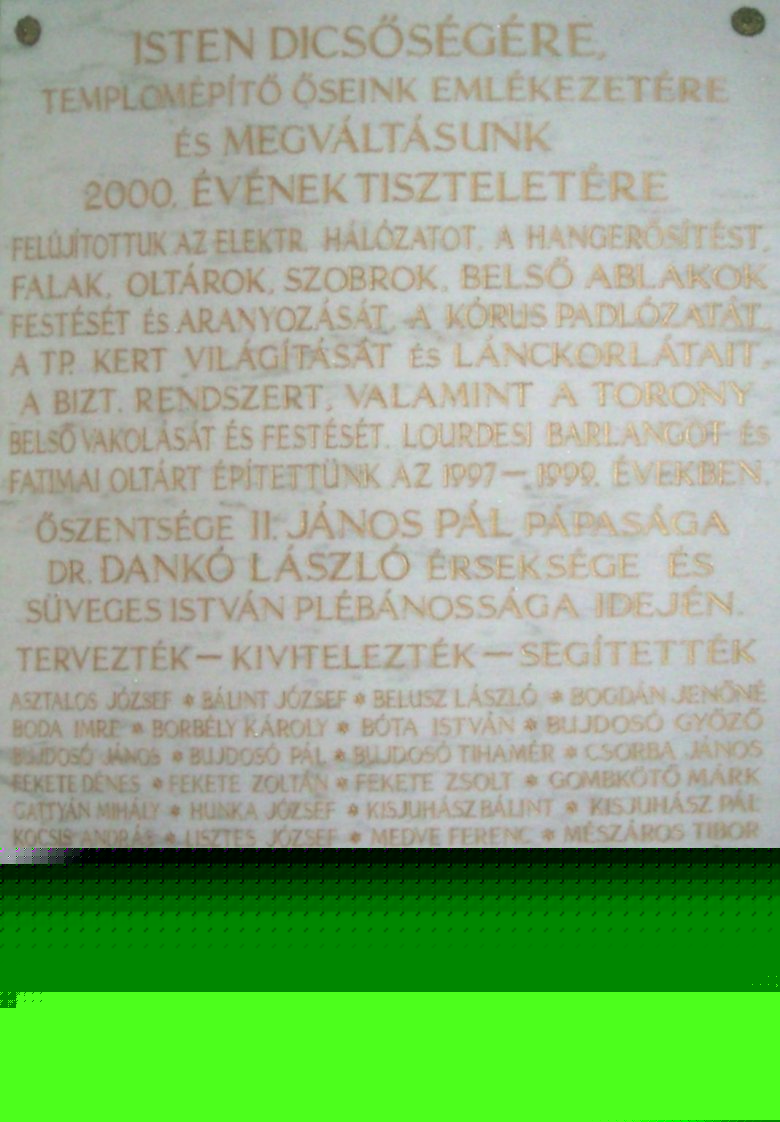 ISTEN DICSŐSÉGÉRE,
TEMPLOMÉPÍTŐ ŐSEINK EMLÉKEZETÉRE
ÉS MEGVÁLTÁSUNK
2000. ÉVÉNEK TISZTELETÉRE
FELÚJÍTOTTUK AZ ELEKTR. HÁLÓZATOT, A HANGERŐSÍTÉST,
FALAK, OLTÁROK, SZOBROK, BELSŐ ABLAKOK
FESTÉSÉT ÉS ARANYOZÁSÁT, A KÓRUS PADLÓZATÁT,
A TP. KERT VILÁGÍTÁSÁT ÉS LÁNCKORLÁTAIT,
A BIZT. RENDSZERT, VALAMINT A TORONY
BELSŐ VAKOLÁSÁT ÉS FESTÉSÉT. LOURDESI BARLANGOT ÉS
FATIMAI OLTÁRT ÉPÍTETTÜNK AZ 1997 – 1999. ÉVEKBEN.
ŐSZENTSÉGE II. JÁNOS PÁL PÁPASÁGA
DR. DANKÓ LÁSZLÓ ÉRSEKSÉGE ÉS
SÜVEGES ISTVÁN PLÉBÁNOSSÁGA IDEJÉN.
TERVEZTÉK – KIVITELEZTÉK – SEGÍTETTÉK
ASZTALOS JÓZSEF * BÁLINT JÓZSEF * BELUSZ LÁSZLÓ * BOGDÁN JENŐNÉ
BODA IMRE * BORBÉLY KÁROLY * BÓTA ISTVÁN * BUJDOSÓ GYŐZŐ
BUJDOSÓ JÁNOS * BUJDOSÓ PÁL * BUJDOSÓ TIHAMÉR * CSORBA JÁNOS
FEKETE DÉNES * FEKETE ZOLTÁN * FEKETE ZSOLT * GOMBKÖTŐ MÁRK
GATTYÁN MIHÁLY * HUNKA JÓZSEF * KISJUHÁSZ BÁLINT * KISJUHÁSZ PÁL
KOCSIS ANDRÁS * LISZTES JÓZSEF * MEDVE FERENC * MÉSZÁROS TIBOR